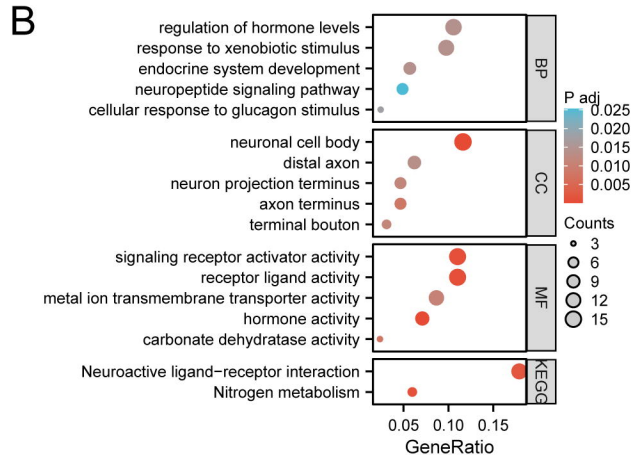 B
regulation of hormone levels
response to xenobiotic stimulus
endocrine system development
neuropeptide signaling pathway
cellular response to glucagon stimulus
BP
neuronal cell body
distal axon
neuron projection terminus
axon terminus
terminal bouton
CC
signaling receptor activator activity
receptor ligand activity
metal ion transmembrane transporter activity
hormone activity
carbonate dehydratase activity
MF
Neuroactive ligand−receptor interaction
Nitrogen metabolism
KEGG
0.05 0.10 0.15
GeneRatio
P adj
0.025
0.020
0.015
0.010
0.005
Counts
3
6
9
12
15